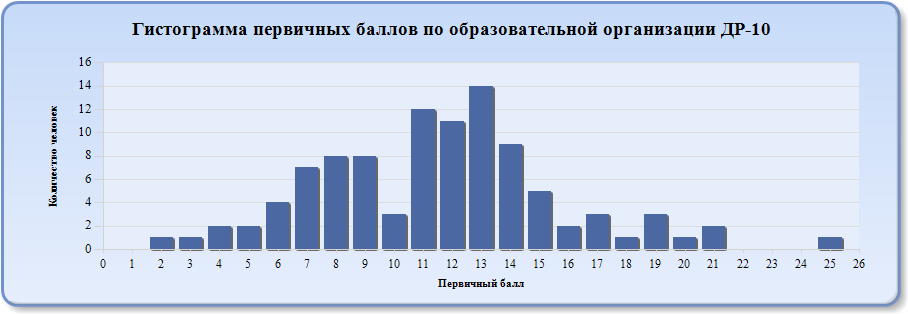 Гистограмма первичных баллов по образовательной организации ДР-10
Количество человек
16
14
12
10
8
6
4
2
0
0 1 2 3 4 5 6 7 8 9 10 11 12 13 14 15 16 17 18 19 20 21 22 23 24 25 26
Первичный балл